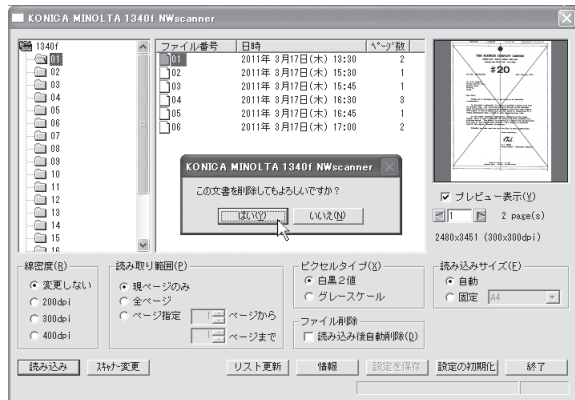 KONICA MINOLTA 1340f NWscanner
1340f
01
02
03
04
05
06
07
08
09
10
11
12
13
14
15
16
ファイル番号 日時 ﾍﾟｰｼﾞ数
01 2011年 3月17日(木) 13:30 2
02 2011年 3月17日(木) 15:30 1
03 2011年 3月17日(木) 15:45 1
04 2011年 3月17日(木) 16:30 3
05 2011年 3月17日(木) 16:45 1
06 2011年 3月17日(木) 17:00 2
THE SLEREXE COMPANY LIMITED
#20
KONICA MINOLTA 1340f NWscanner
この文書を削除してもよろしいですか？
はい(Y) いいえ(N)
プレビュー表示(V)
1 2 page(s)
2480x3451 (300x300dpi)
線密度(R)
変更しない
200dpi
300dpi
400dpi
読み取り範囲(P)
現ページのみ
全ページ
ページ指定 1 ページから
1 ページまで
ピクセルタイプ(X)
白黒2値
グレースケール
ファイル削除
読み込み後自動削除(D)
読み込みサイズ(F)
自動
固定 A4
読み込み ｽｷｬﾅｰ変更 リスト更新 情報 設定を保存 設定の初期化 終了